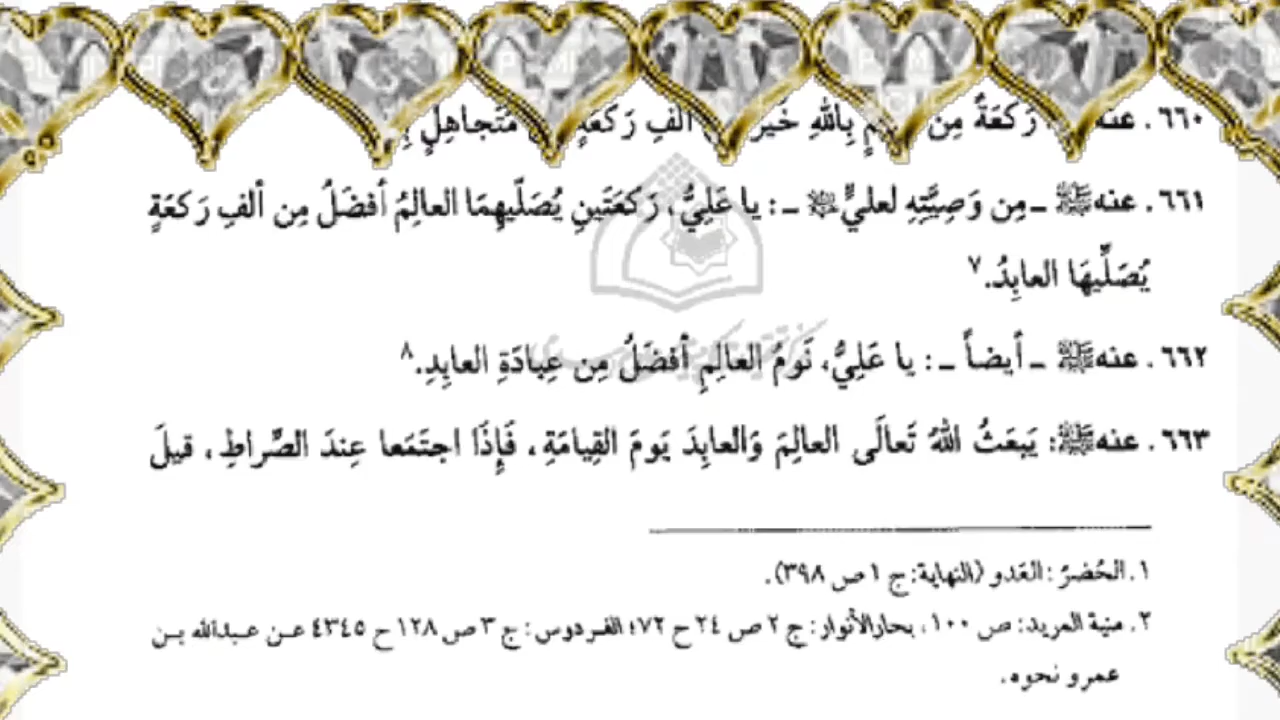 ٦٦٠. عنه ﷺ رَكعَةٌ مِن بِاللهِ خَيرٌ ألفِ رَكعَةٍ مُتَجاهِلٍ
٦٦١. عنه ﷺ ـ مِن وَصِيَّتِهِ لعليٍّ ﷺ ـ: يا عَلِيُّ، رَكعَتَينِ يُصَلّيهِمَا العالِمُ أفضَلُ مِن ألفِ رَكعَةٍ
يُصَلِّيهَا العابِدُ.٧
٦٦٢. عنه ﷺ ـ أيضاً ـ: يا عَلِيُّ، نَومُ العالِمِ أفضَلُ مِن عِبادَةِ العابِدِ.٨
٦٦٣. عنه ﷺ: يَبعَثُ اللهُ تَعالَى العالِمَ وَالعابِدَ يَومَ القِيامَةِ، فَإِذَا اجتَمَعا عِندَ الصِّراطِ، قيلَ
١. الحُضرُ: العَدو (النهاية: ج ١ ص ٣٩٨).
٢. منية المريد: ص ١٠٠، بحارالأنوار: ج ٢ ص ٢٤ ح ٧٢؛ الفردوس: ج ٣ ص ١٢٨ ح ٤٣٤٥ عن عبدالله بن
عمرو نحوه.